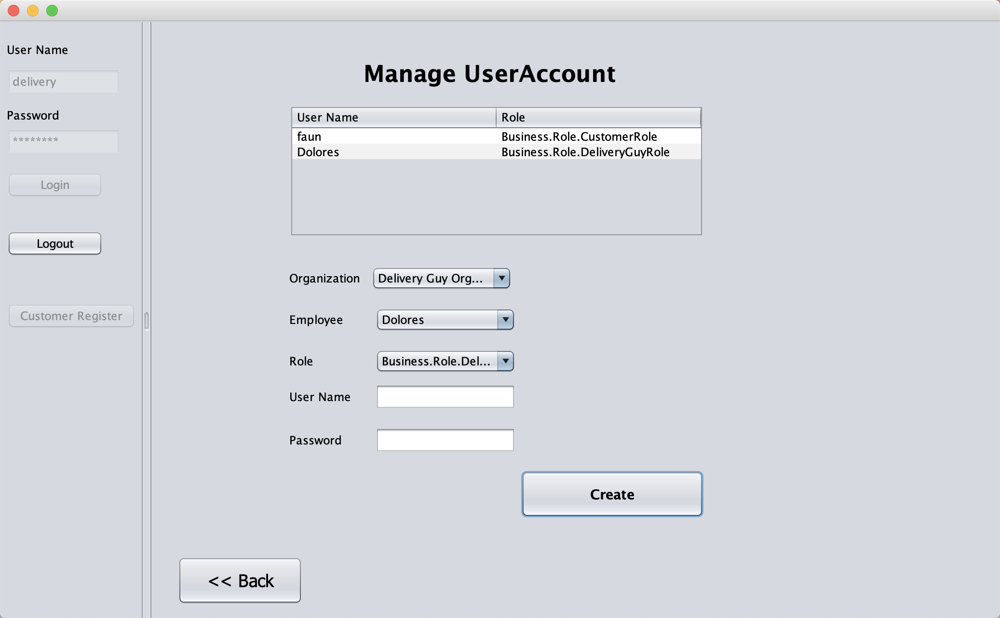 User Name
delivery
Password
********
Login
Logout
Customer Register
Manage UserAccount
User Name Role
faun Business.Role.CustomerRole
Dolores Business.Role.DeliveryGuyRole
Organization Delivery Guy Org...
Employee Dolores
Role Business.Role.Del...
User Name
Password
Create
<< Back